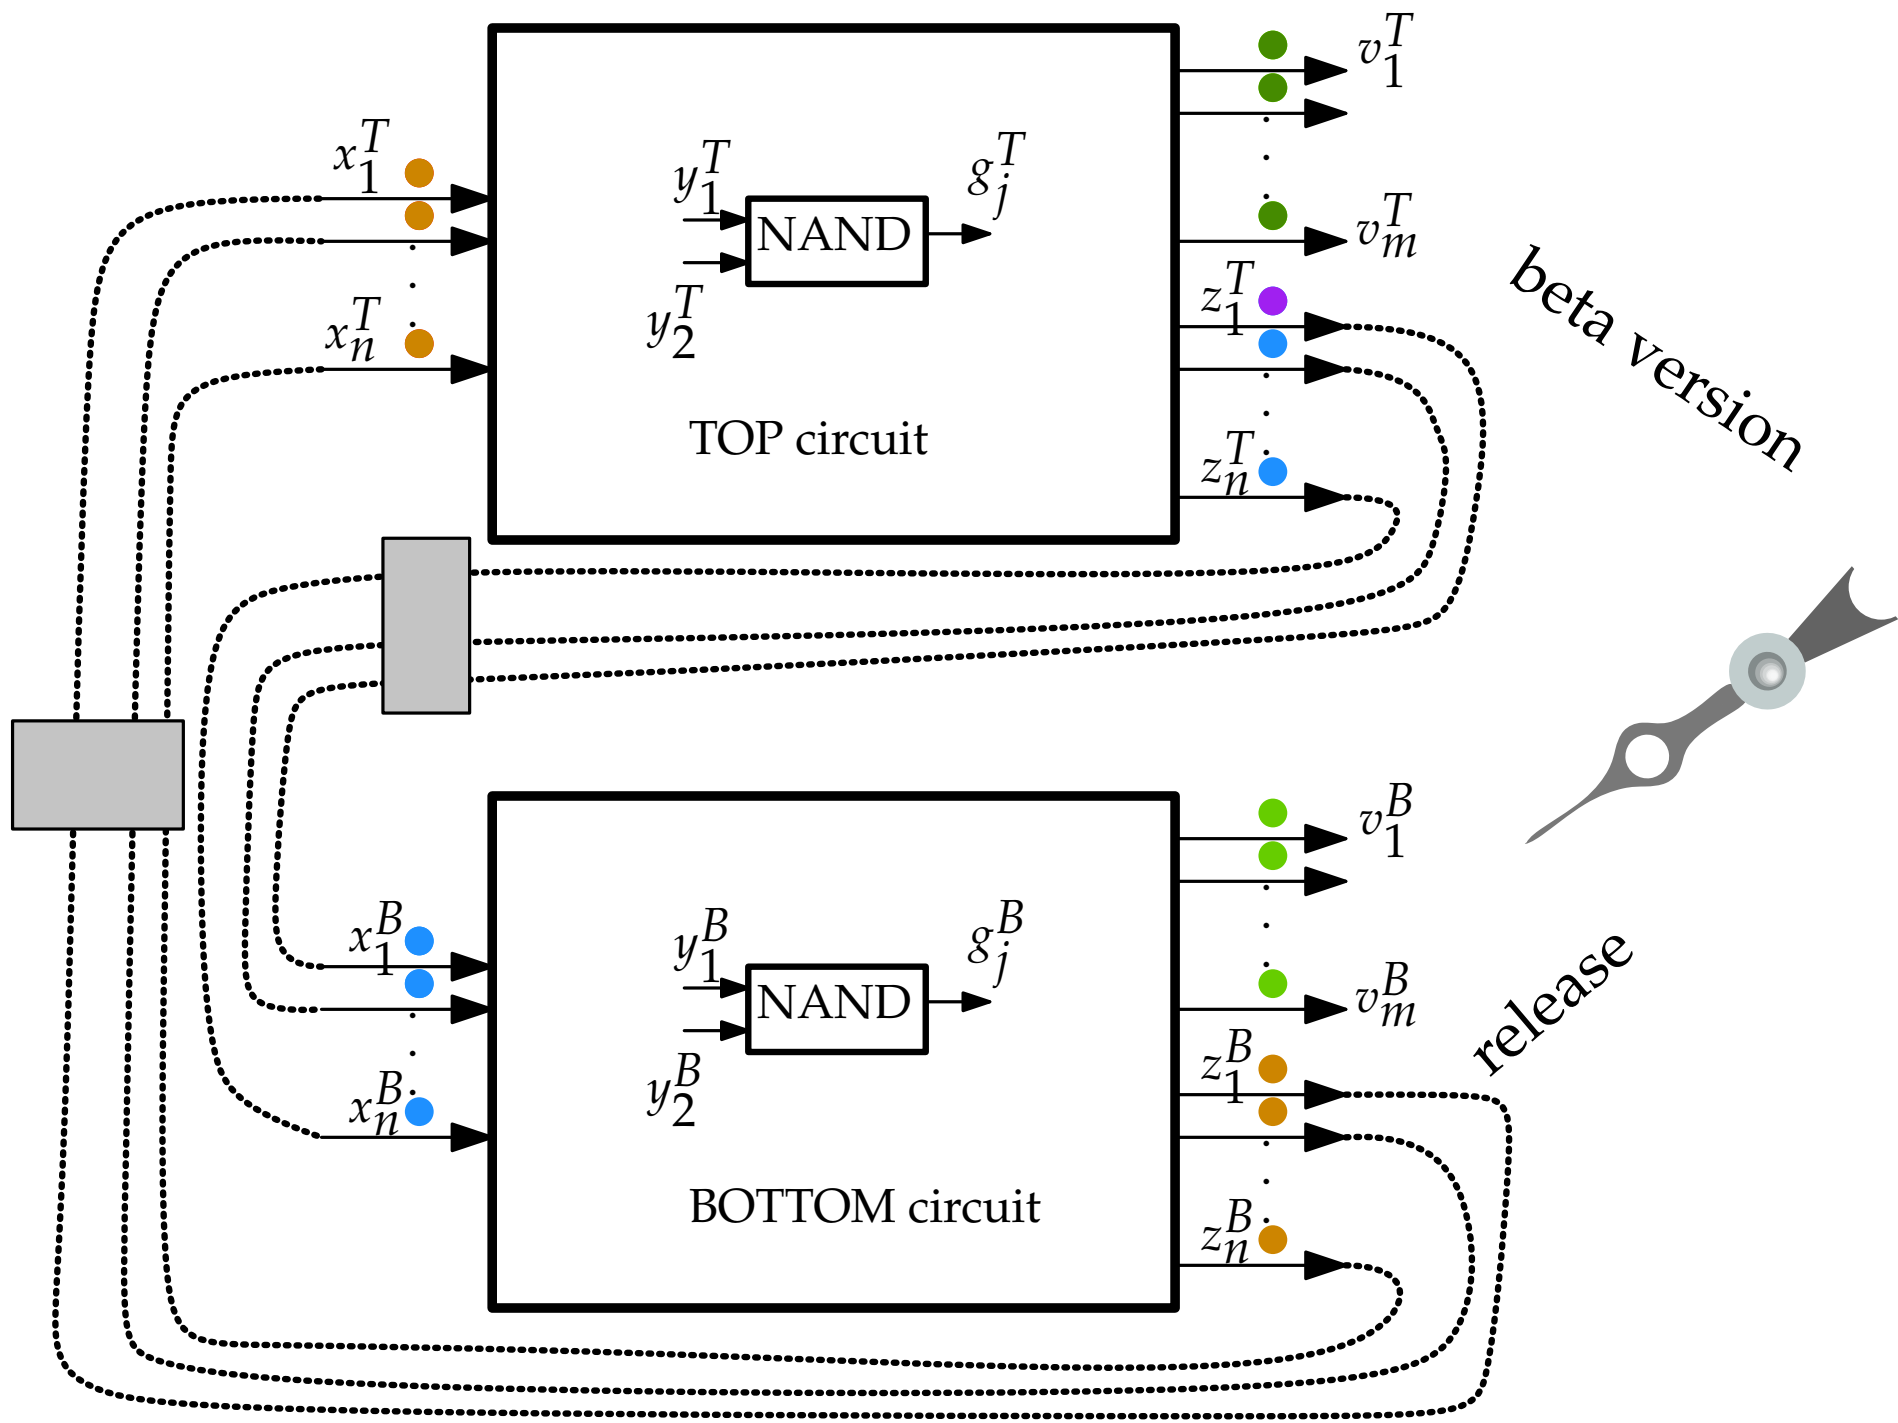 v_1^T
x_1^T
y_1^T
g_j^T
NAND
v_m^T
y_2^T
z_1^T
x_n^T
beta version
TOP circuit
z_n^T
v_1^B
x_1^B
y_1^B
g_j^B
NAND
v_m^B
release
y_2^B
z_1^B
x_n^B
BOTTOM circuit
z_n^B